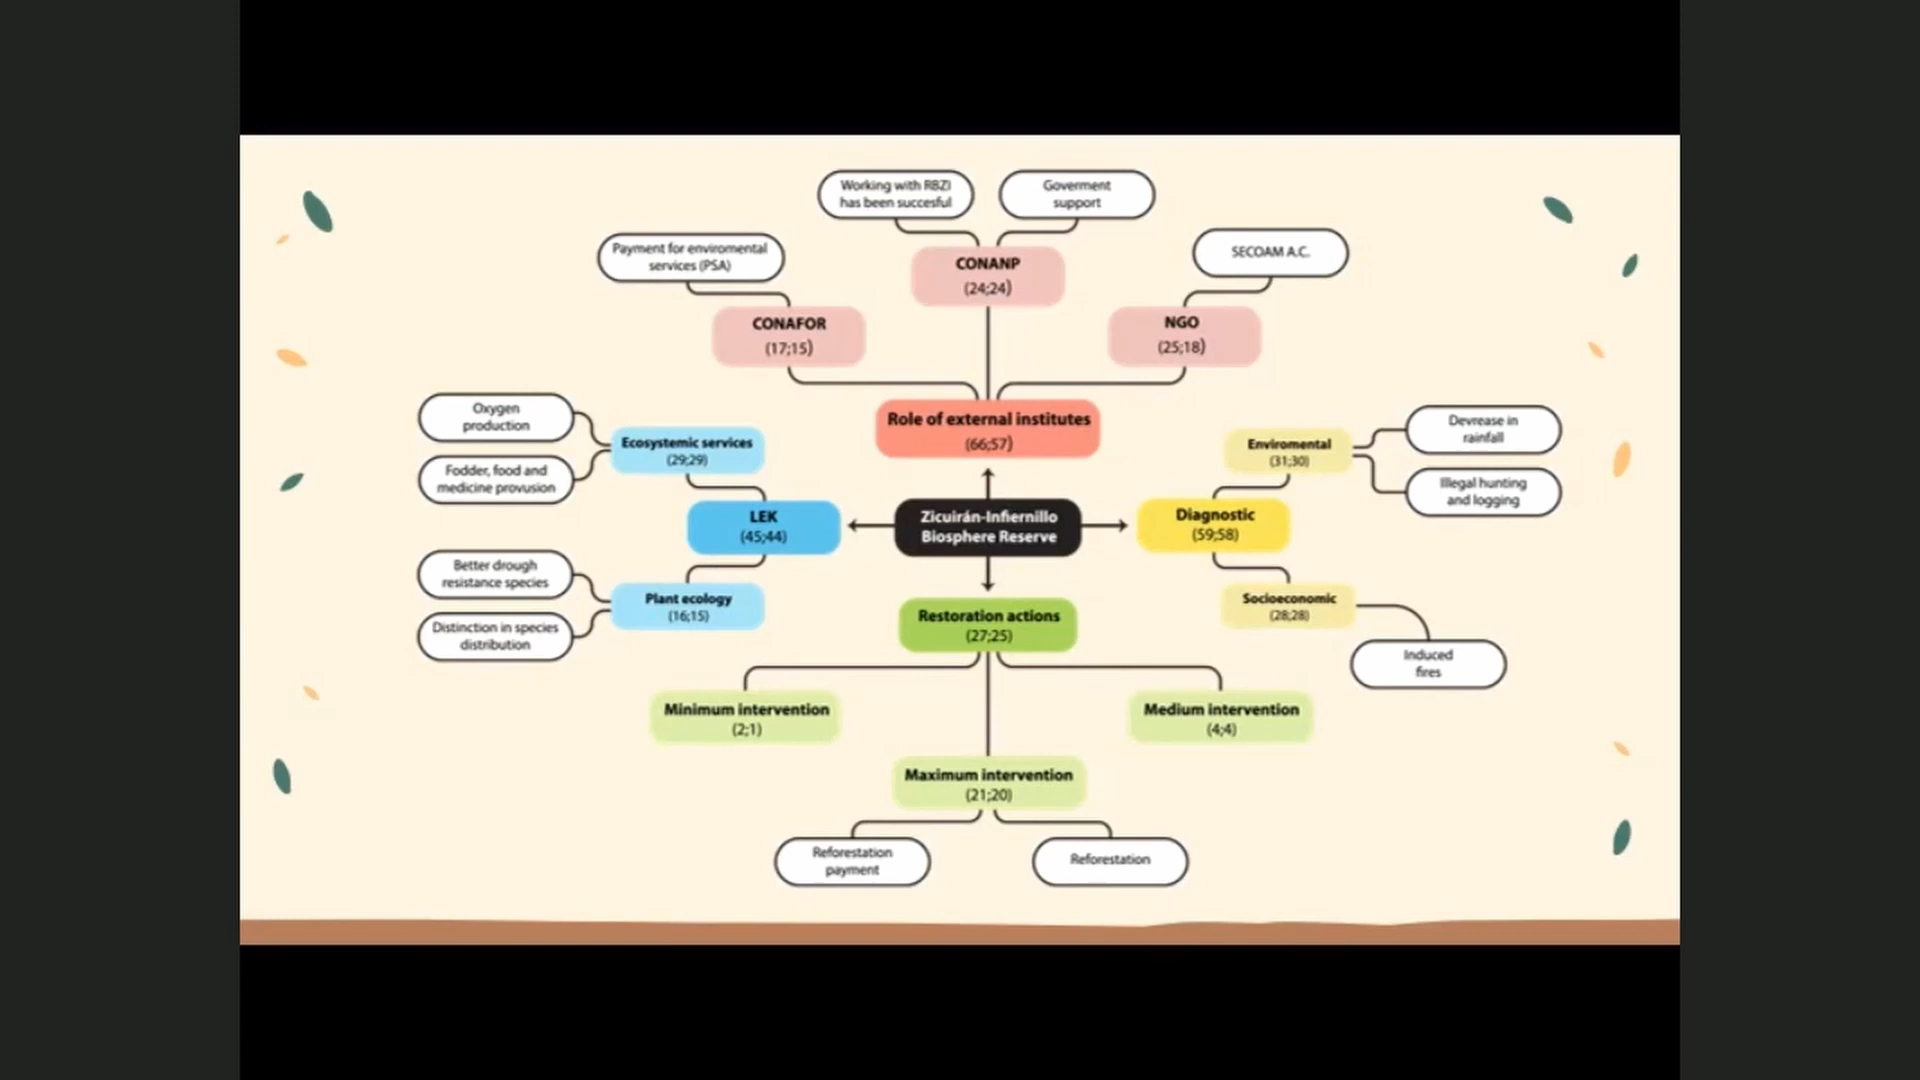 Working with RBZI
has been succesful
Goverment
support
Payment for enviromental
services (PSA)
SECOAM A.C.
CONANP
(24;24)
CONAFOR
(17;15)
NGO
(25;18)
Role of external institutes
(66;57)
Oxygen
production
Fodder, food and
medicine provusion
Ecosystemic services
(29;29)
LEK
(45;44)
Better drough
resistance species
Distinction in species
distribution
Plant ecology
(16;15)
Zicuirán-Infiernillo
Biosphere Reserve
Enviromental
(31;30)
Devrease in
rainfall
Illegal hunting
and logging
Diagnostic
(59;58)
Socioeconomic
(28;28)
Induced
fires
Restoration actions
(27;25)
Minimum intervention
(2;1)
Medium intervention
(4;4)
Maximum intervention
(21;20)
Reforestation
payment
Reforestation